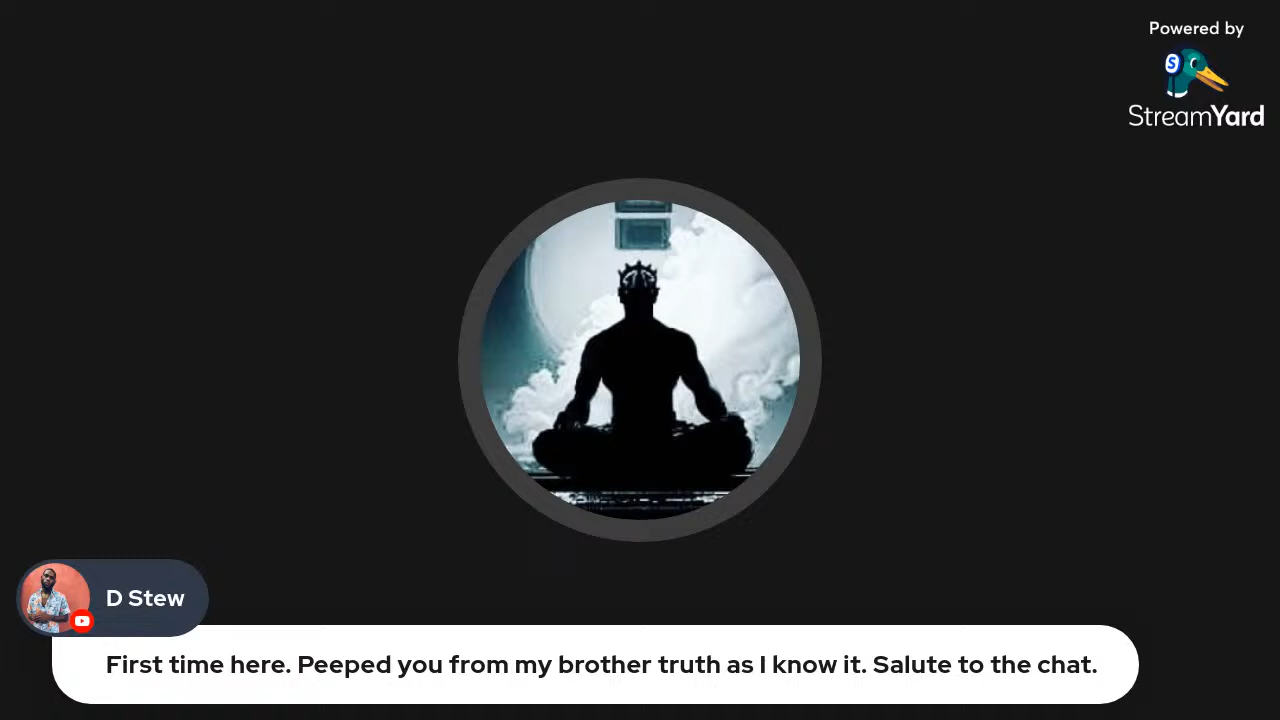 Powered by
S
StreamYard
D Stew
First time here. Peeped you from my brother truth as I know it. Salute to the chat.